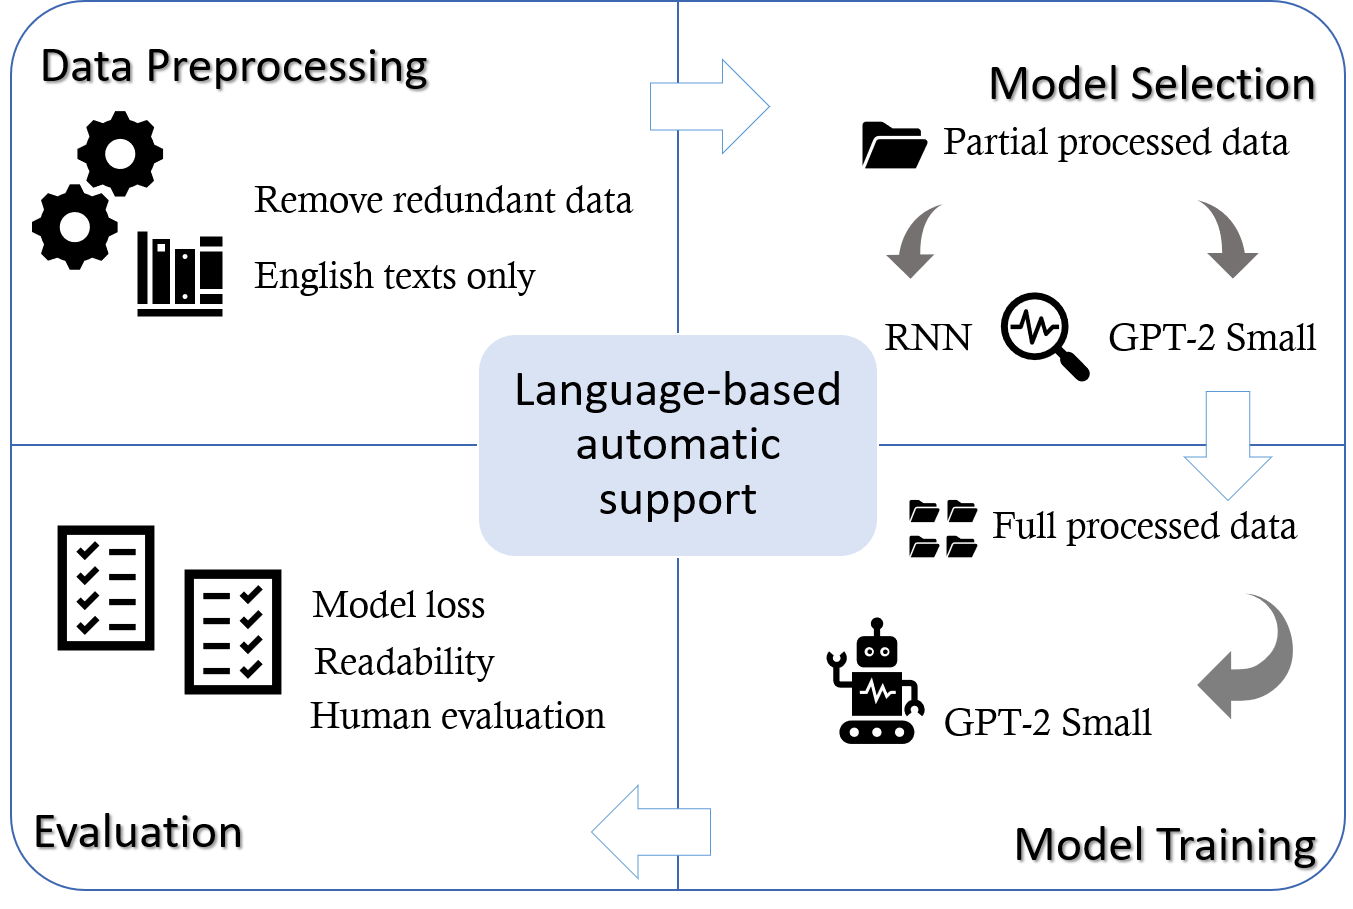 Data Preprocessing
Remove redundant data
English texts only
Model Selection
Partial processed data
RNN
GPT-2 Small
Language-based
automatic
support
Full processed data
GPT-2 Small
Model Training
Model loss
Readability
Human evaluation
Evaluation